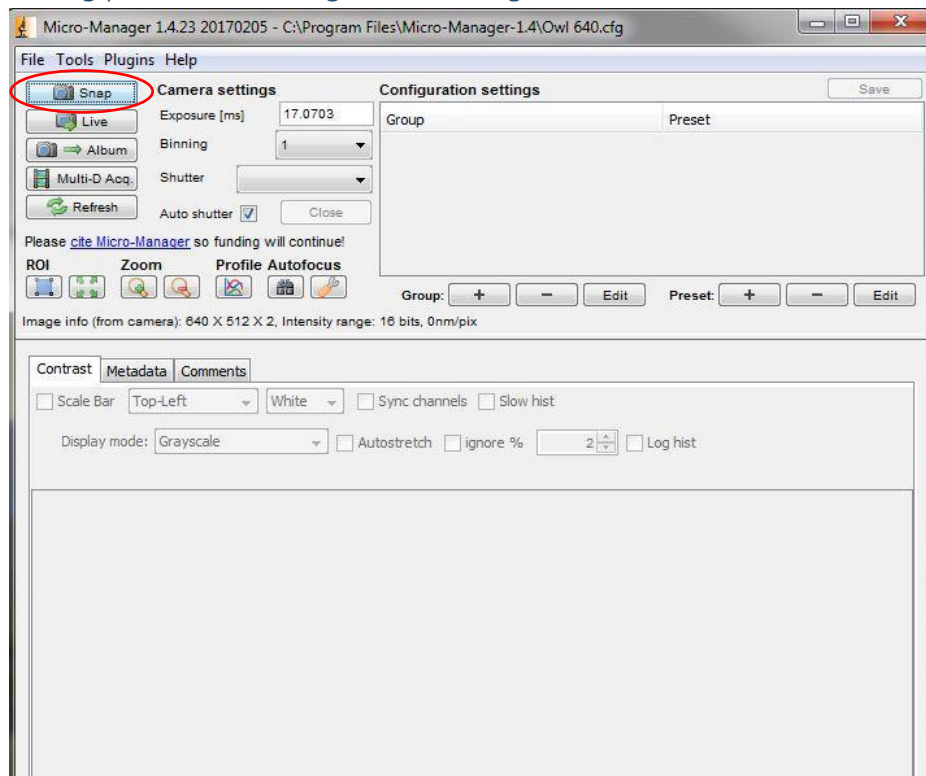 Micro-Manager 1.4.23 20170205 - C:\Program Files\Micro-Manager-1.4\Owl 640.cfg
File Tools Plugins Help
Snap
Camera settings
Configuration settings
Save
Live
Exposure [ms] 17.0703
Group Preset
Album
Binning 1
Multi-D Acq.
Shutter
Refresh
Auto shutter Close
Please cite Micro-Manager so funding will continue!
ROI Zoom Profile Autofocus
Group: + - Edit Preset: + - Edit
Image info (from camera): 640 X 512 X 2, Intensity range: 16 bits, 0nm/pix
Contrast Metadata Comments
Scale Bar Top-Left White Sync channels Slow hist
Display mode: Grayscale Autostretch ignore % 2 Log hist